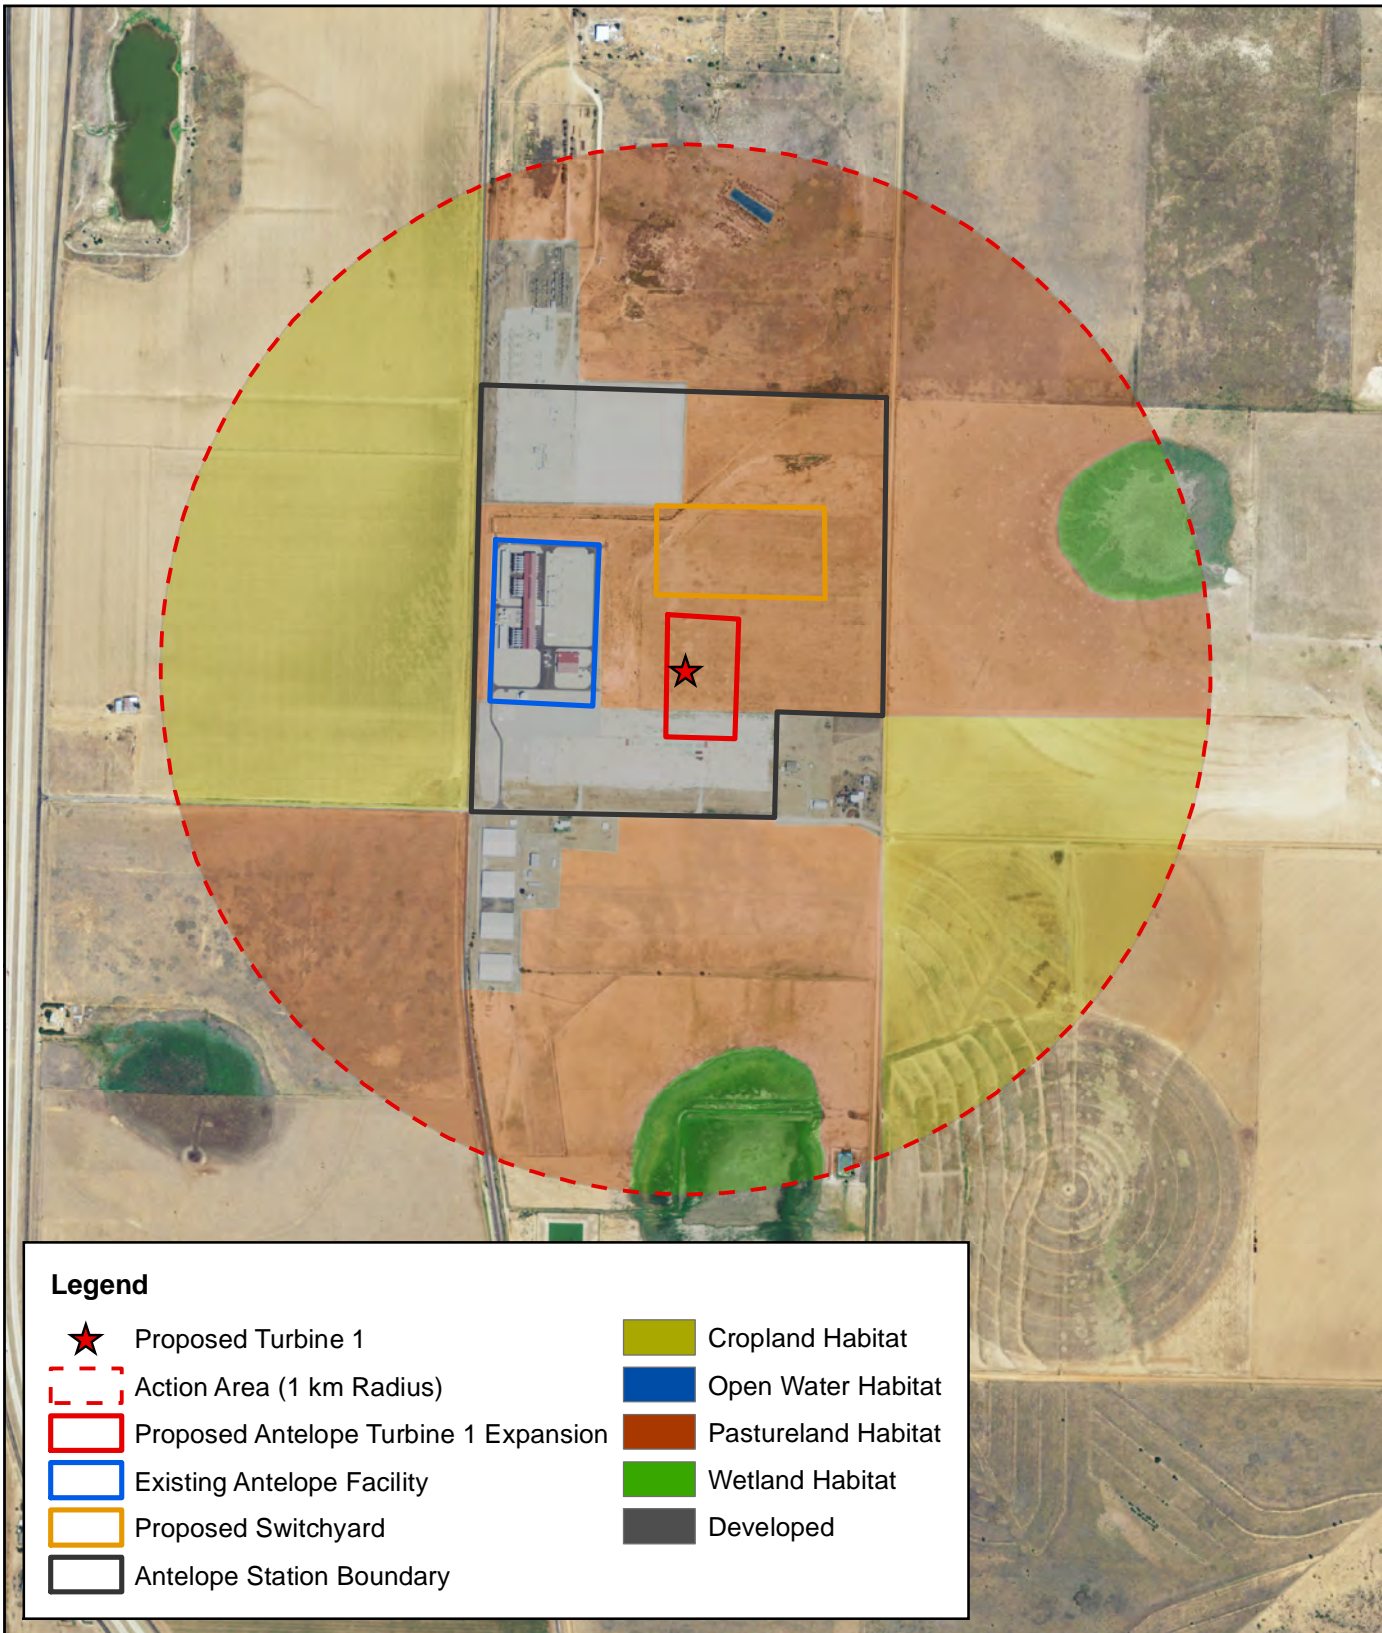 Legend
Proposed Turbine 1
Action Area (1 km Radius)
Proposed Antelope Turbine 1 Expansion
Existing Antelope Facility
Proposed Switchyard
Antelope Station Boundary
Cropland Habitat
Open Water Habitat
Pastureland Habitat
Wetland Habitat
Developed